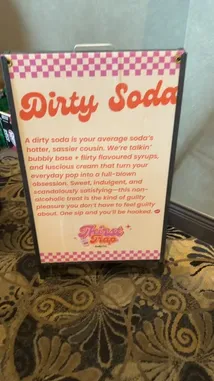 Dirty Soda
A dirty soda is your average soda's
hotter, sassier cousin. We're talkin'
bubbly base + flirty flavoured syrups,
and luscious cream that turn your
everyday pop into a full-blown
obsession. Sweet, indulgent, and
scandalously satisfying—this non-
alcoholic treat is the kind of guilty
pleasure you don't have to feel guilty
about. One sip and you'll be hooked.
Thirst
Trap